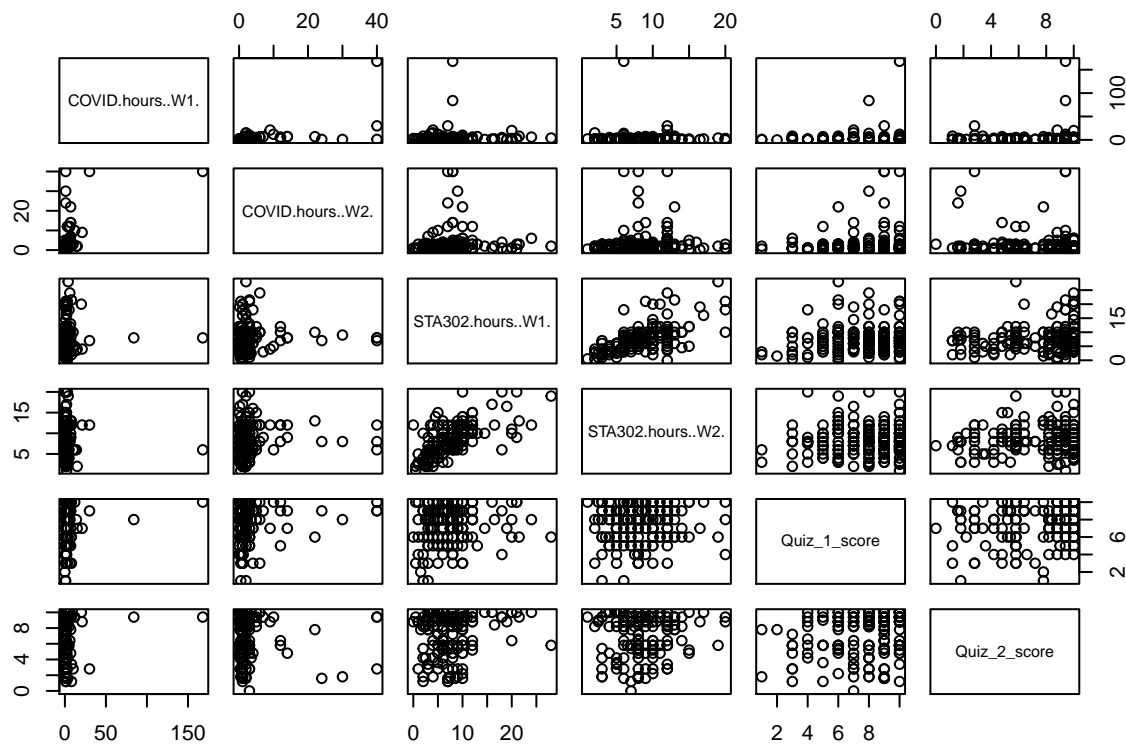 0 20 40 5 10 20 0 4 8
COVID.hours..W1.
0 100
COVID.hours..W2.
0 20
STA302.hours..W1.
0 15
STA302.hours..W2.
5 15
Quiz_1_score
2 6
Quiz_2_score
0 4 8
0 50 150 0 10 20 2 4 6 8